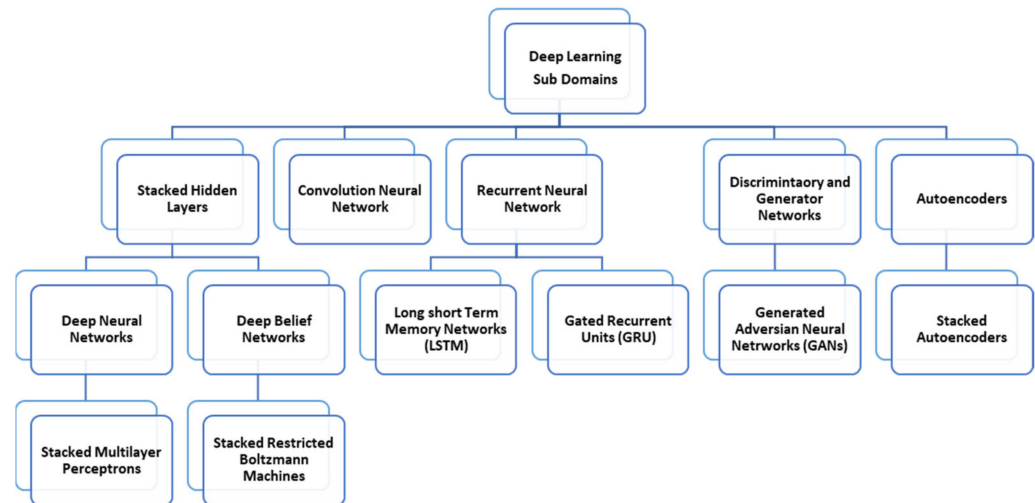 Deep Learning
Sub Domains
Stacked Hidden
Layers
Convolution Neural
Network
Recurrent Neural
Network
Discrimintaory and
Generator
Networks
Autoencoders
Deep Neural
Networks
Deep Belief
Networks
Long short Term
Memory Networks
(LSTM)
Gated Recurrent
Units (GRU)
Generated
Adversian Neural
Netrworks (GANs)
Stacked
Autoencoders
Stacked Multilayer
Perceptrons
Stacked Restricted
Boltzmann
Machines